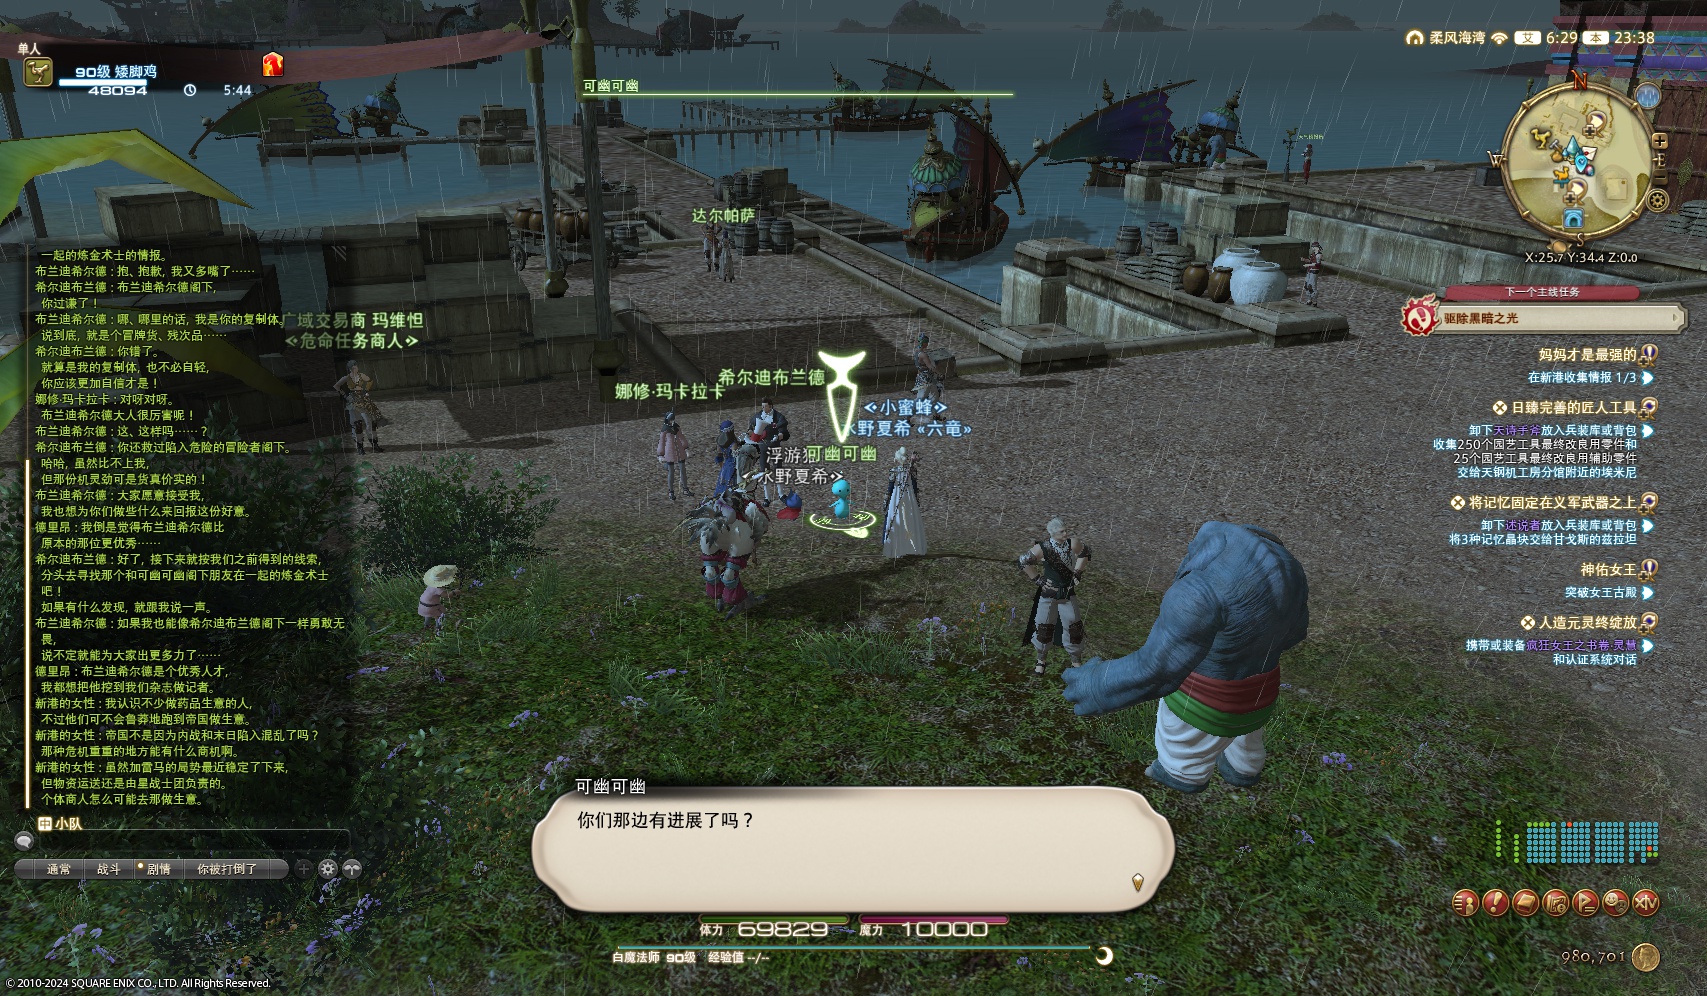 单人
90级 矮脚鸡
48094
5:44
可幽可幽
柔风海湾
艾 6:29 本 23:38
N
W
E
S
X:25.7 Y:34.4 Z:0.0
下一个主线任务
驱除黑暗之光
妈妈才是最强的
在新港收集情报 1/3
日臻完善的匠人工具
卸下天诗手斧放入兵装库或背包
收集250个园艺工具最终改良用零件和
25个园艺工具最终改良用辅助零件
交给天钢机工房分馆附近的埃米尼
将记忆固定在义军武器之上
卸下述说者放入兵装库或背包
将3种记忆晶块交给甘戈斯的兹拉坦
神佑女王
突破女王古殿
人造元灵终绽放
携带或装备疯狂女王之书卷·灵慧
和认证系统对话
达尔帕萨
广域交易商 玛维怛
«危命任务商人»
娜修·玛卡拉卡
希尔迪布兰德
«小蜜蜂»
水野夏希 «六竜»
可幽可幽
«水野夏希»
一起的炼金术士的情报。
布兰迪希尔德：抱、抱歉，我又多嘴了……
希尔迪布兰德：布兰迪希尔德阁下，
你过谦了！
布兰迪希尔德：哪、哪里的话，我是你的复制体，
说到底，就是个冒牌货、残次品……
希尔迪布兰德：你错了。
就算是我的复制体，也不必自轻，
你应该更加自信才是！
娜修·玛卡拉卡：对呀对呀。
布兰迪希尔德大人很厉害呢！
布兰迪希尔德：这、这样吗……？
希尔迪布兰德：你还救过陷入危险的冒险者阁下。
哈哈，虽然比不上我，
但那份机灵劲可是货真价实的！
布兰迪希尔德：大家愿意接受我，
我也想为你们做些什么来回报这份好意。
德里昂：我倒是觉得布兰迪希尔德比
原本的那位更优秀……
希尔迪布兰德：好了，接下来就按我们之前得到的线索，
分头去寻找那个和可幽可幽阁下朋友在一起的炼金术士
吧！
如果有什么发现，就跟我说一声。
布兰迪希尔德：如果我也能像希尔迪布兰德阁下一样勇敢无
畏，
说不定就能为大家出更多力了……
德里昂：布兰迪希尔德是个优秀人才，
我都想把他挖到我们杂志做记者。
新港的女性：我认识不少做药品生意的人，
不过他们可不会鲁莽地跑到帝国做生意。
新港的女性：帝国不是因为内战和末日陷入混乱了吗？
那种危机重重的地方能有什么商机啊。
新港的女性：虽然加雷马的局势最近稳定了下来，
但物资运送还是由星战士团负责的。
个体商人怎么可能去那做生意。
中 小队
通常 战斗 剧情 你被打倒了
可幽可幽
你们那边有进展了吗？
体力 69829 魔力 10000
白魔法师 90级 经验值 --/--
XIV
980,701
© 2010-2024 SQUARE ENIX CO., LTD. All Rights Reserved.